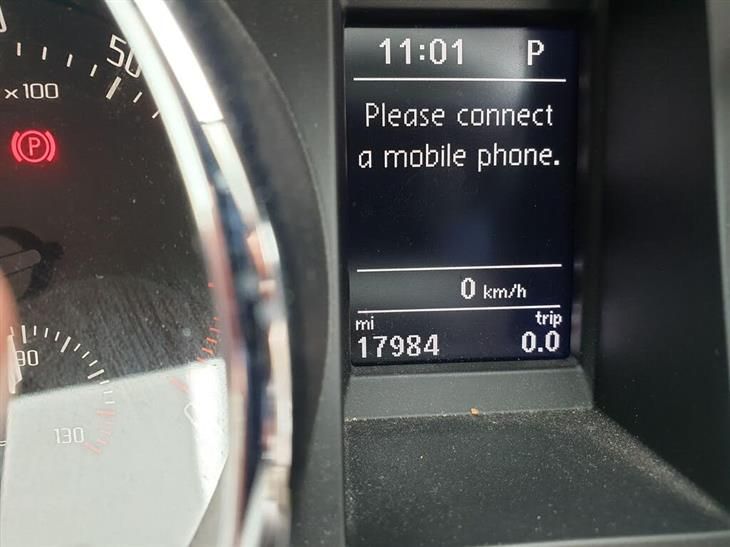 50
x 100
P
90
130
11:01 P
Please connect
a mobile phone.
0 km/h
mi trip
17984 0.0